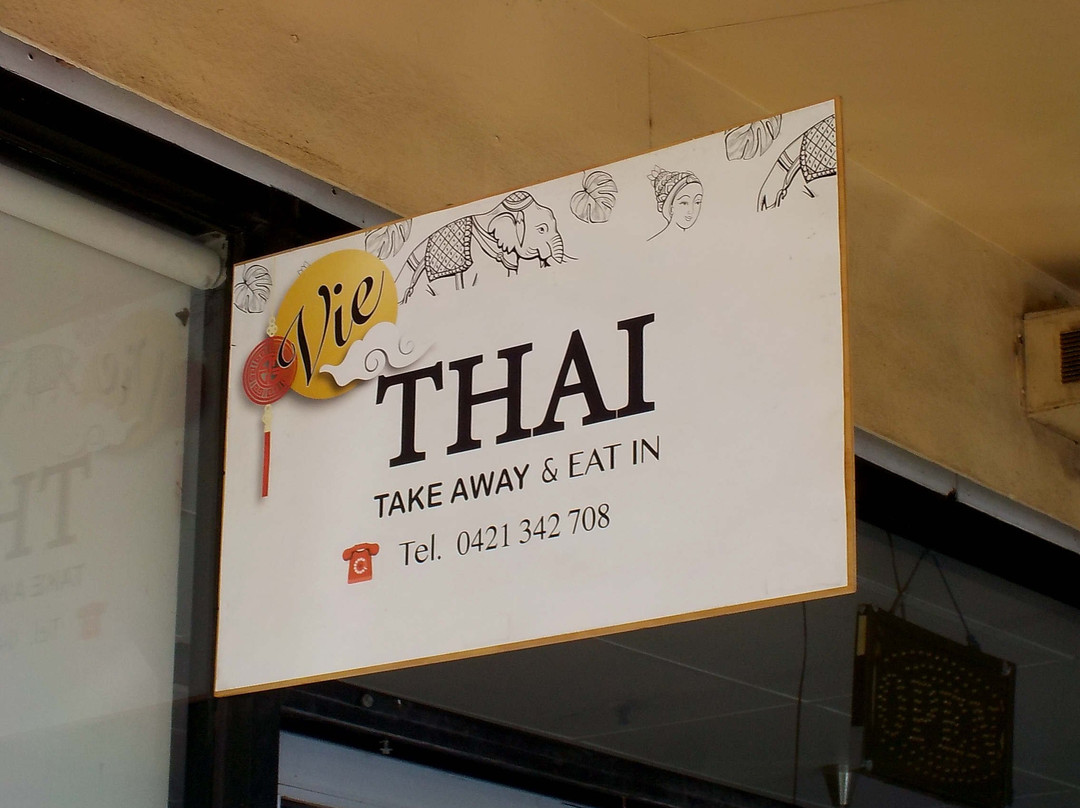 Vie
THAI
TAKE AWAY & EAT IN
Tel. 0421 342 708